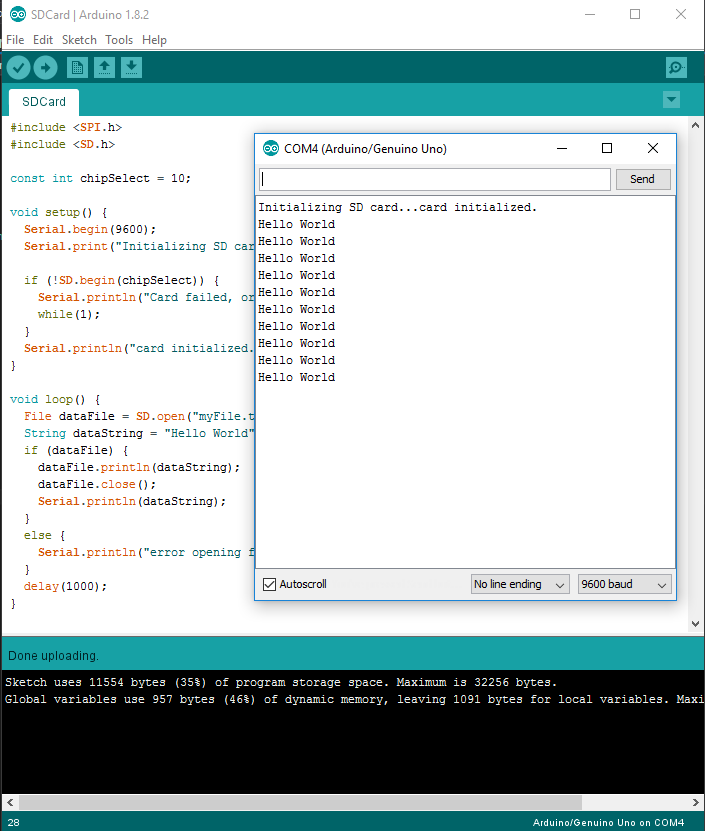 SDCard | Arduino 1.8.2
File Edit Sketch Tools Help
SDCard
#include <SPI.h>
#include <SD.h>
const int chipSelect = 10;
void setup() {
Serial.begin(9600);
Serial.print("Initializing SD car
if (!SD.begin(chipSelect)) {
Serial.println("Card failed, or
while(1);
}
Serial.println("card initialized.
}
void loop() {
File dataFile = SD.open("myFile.t
String dataString = "Hello World"
if (dataFile) {
dataFile.println(dataString);
dataFile.close();
Serial.println(dataString);
}
else {
Serial.println("error opening f
}
delay(1000);
}
COM4 (Arduino/Genuino Uno)
Send
Initializing SD card...card initialized.
Hello World
Hello World
Hello World
Hello World
Hello World
Hello World
Hello World
Hello World
Hello World
Hello World
Autoscroll
No line ending
9600 baud
Done uploading.
Sketch uses 11554 bytes (35%) of program storage space. Maximum is 32256 bytes.
Global variables use 957 bytes (46%) of dynamic memory, leaving 1091 bytes for local variables. Maxi
28
Arduino/Genuino Uno on COM4